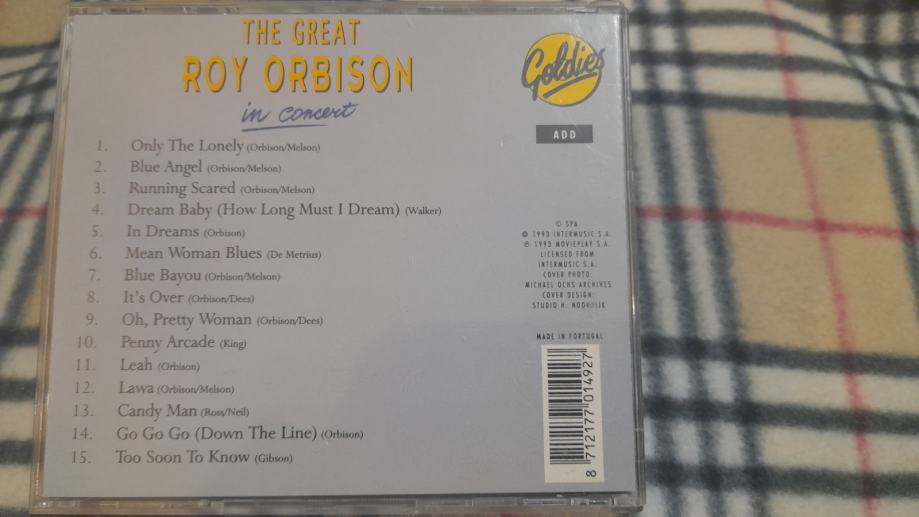 THE GREAT
ROY ORBISON
in concert
Goldies
ADD
1. Only The Lonely (Orbison/Melson)
2. Blue Angel (Orbison/Melson)
3. Running Scared (Orbison/Melson)
4. Dream Baby (How Long Must I Dream) (Walker)
5. In Dreams (Orbison)
6. Mean Woman Blues (De Metrius)
7. Blue Bayou (Orbison/Melson)
8. It's Over (Orbison/Dees)
9. Oh, Pretty Woman (Orbison/Dees)
10. Penny Arcade (King)
11. Leah (Orbison)
12. Lawa (Orbison/Melson)
13. Candy Man (Ross/Neil)
14. Go Go Go (Down The Line) (Orbison)
15. Too Soon To Know (Gibson)
© SPA
© 1993 INTERMUSIC S.A.
℗ 1993 MOVIEPLAY S.A.
LICENSED FROM
INTERMUSIC S.A.
COVER PHOTO:
MICHAEL OCHS ARCHIVES
COVER DESIGN:
STUDIO H. NOORDIJK
MADE IN PORTUGAL
8 712177 014927